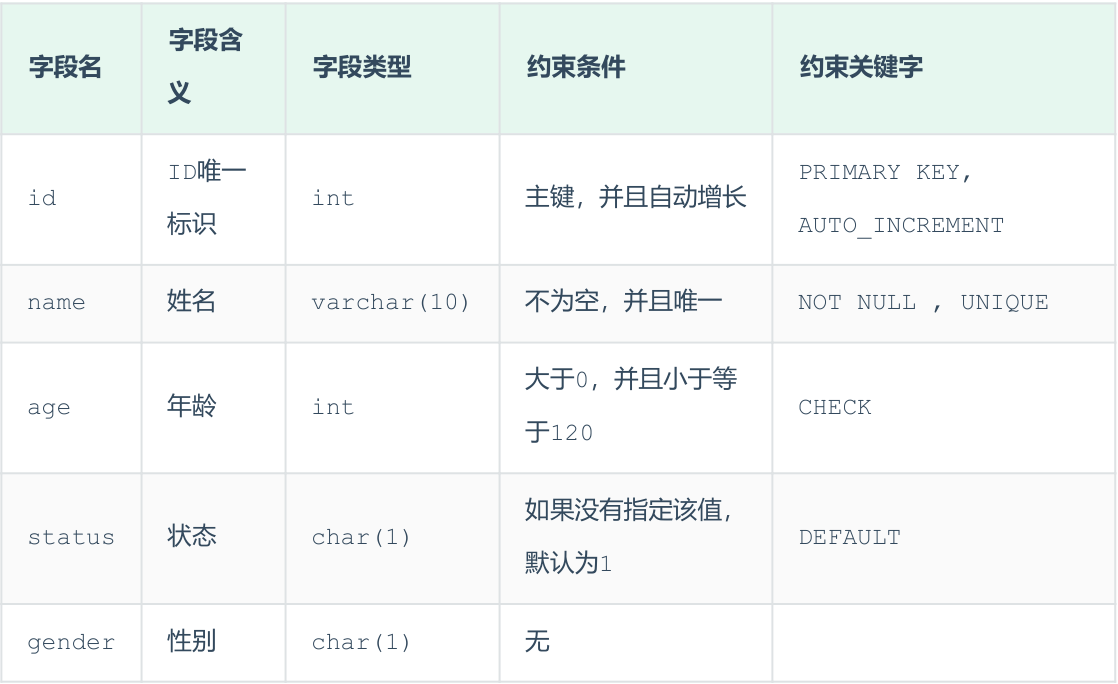 字段名
字段含
义
字段类型
约束条件
约束关键字
id
ID唯一
标识
int
主键，并且自动增长
PRIMARY KEY,
AUTO_INCREMENT
name
姓名
varchar(10)
不为空，并且唯一
NOT NULL , UNIQUE
age
年龄
int
大于0，并且小于等
于120
CHECK
status
状态
char(1)
如果没有指定该值，
默认为1
DEFAULT
gender
性别
char(1)
无